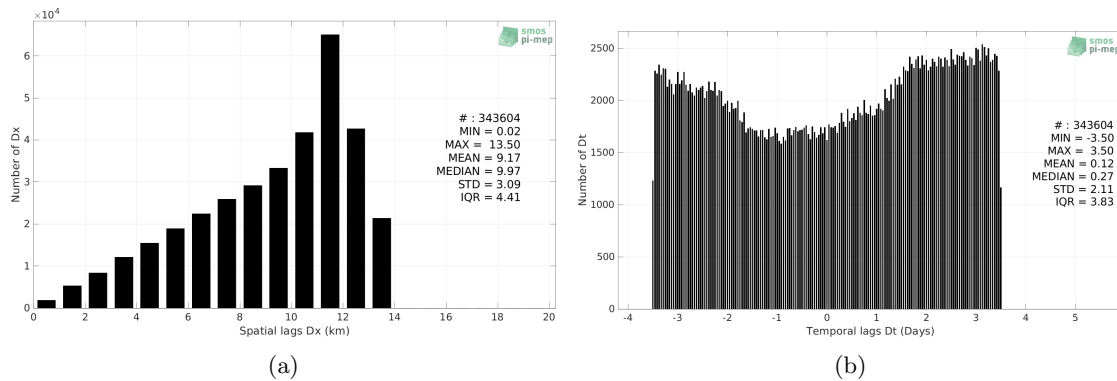 ×10⁴
6
5
4
3
2
1
0
Number of Dx
0 2 4 6 8 10 12 14 16 18 20
Spatial lags Dx (km)
smos
pi-mep
# : 343604
MIN = 0.02
MAX = 13.50
MEAN = 9.17
MEDIAN = 9.97
STD = 3.09
IQR = 4.41
(a)
2500
2000
1500
1000
500
0
Number of Dt
-4 -3 -2 -1 0 1 2 3 4 5
Temporal lags Dt (Days)
smos
pi-mep
# : 343604
MIN = -3.50
MAX = 3.50
MEAN = 0.12
MEDIAN = 0.27
STD = 2.11
IQR = 3.83
(b)